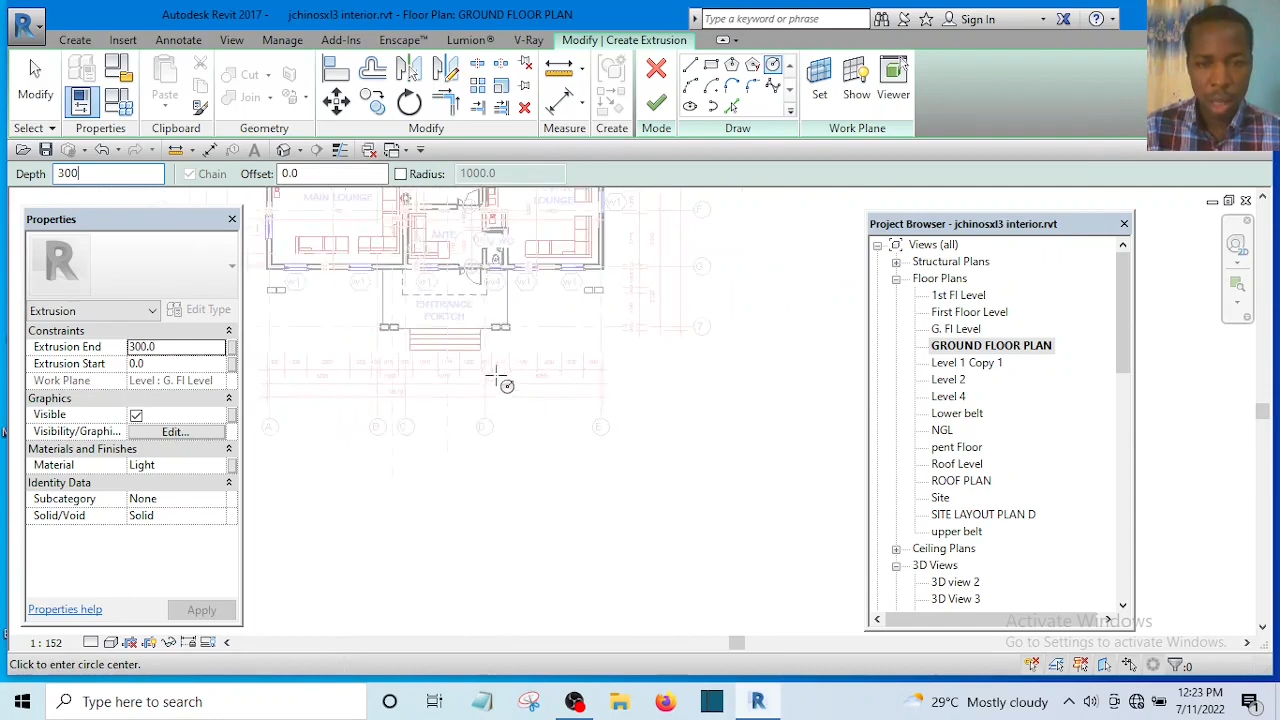 Autodesk Revit 2017 - jchinosxl3 interior.rvt - Floor Plan: GROUND FLOOR PLAN
Type a keyword or phrase
Sign In
Create Insert Annotate View Manage Add-Ins Enscape™ Lumion® V-Ray Modify | Create Extrusion
Modify
Paste
Cut
Join
Set Show Viewer
Select Properties Clipboard Geometry Modify Measure Create Mode Draw Work Plane
Depth 300 Chain Offset: 0.0 Radius: 1000.0
Properties
Extrusion Edit Type
Constraints
Extrusion End 300.0
Extrusion Start 0.0
Work Plane Level : G. Fl Level
Graphics
Visible
Visibility/Graphi... Edit...
Materials and Finishes
Material Light
Identity Data
Subcategory None
Solid/Void Solid
Properties help Apply
MAIN LOUNGE
LOUNGE
ANTE
ENTRANCE
PORCH
F
G
7
A B C D E
Project Browser - jchinosxl3 interior.rvt
Views (all)
Structural Plans
Floor Plans
1st Fl Level
First Floor Level
G. Fl Level
GROUND FLOOR PLAN
Level 1 Copy 1
Level 2
Level 4
Lower belt
NGL
pent Floor
Roof Level
ROOF PLAN
Site
SITE LAYOUT PLAN D
upper belt
Ceiling Plans
3D Views
3D view 2
3D View 3
Activate Windows
Go to Settings to activate Windows.
1 : 152
Click to enter circle center.
:0
Type here to search
29°C Mostly cloudy
12:23 PM
7/11/2022